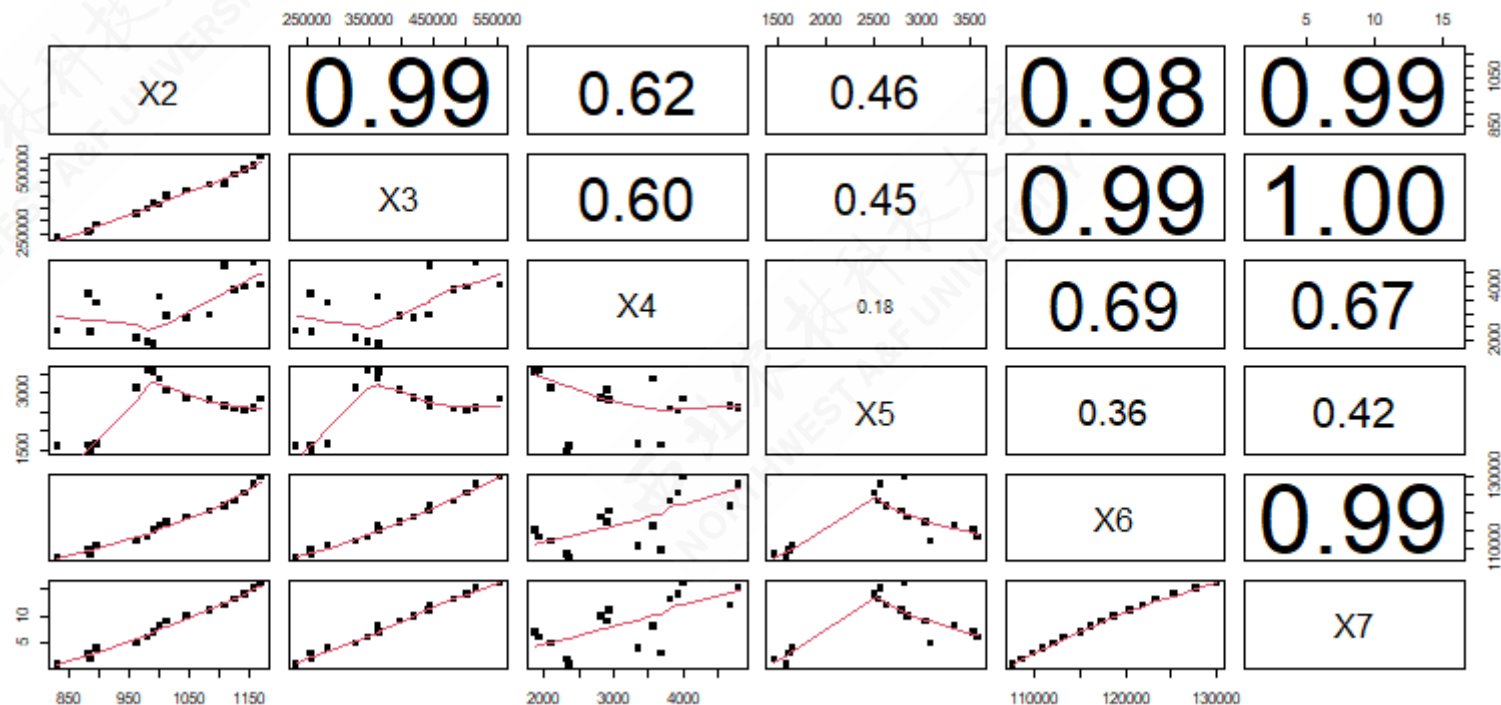 250000 350000 450000 550000 1500 2000 2500 3000 3500 5 10 15
X2 0.99 0.62 0.46 0.98 0.99 850 1050
250000 500000 X3 0.60 0.45 0.99 1.00
X4 0.18 0.69 0.67 2000 4000
1500 3000 X5 0.36 0.42
X6 0.99 110000 130000
5 10 X7
850 950 1050 1150 2000 3000 4000 110000 120000 130000
NORTHWEST A&F UNIVERSITY